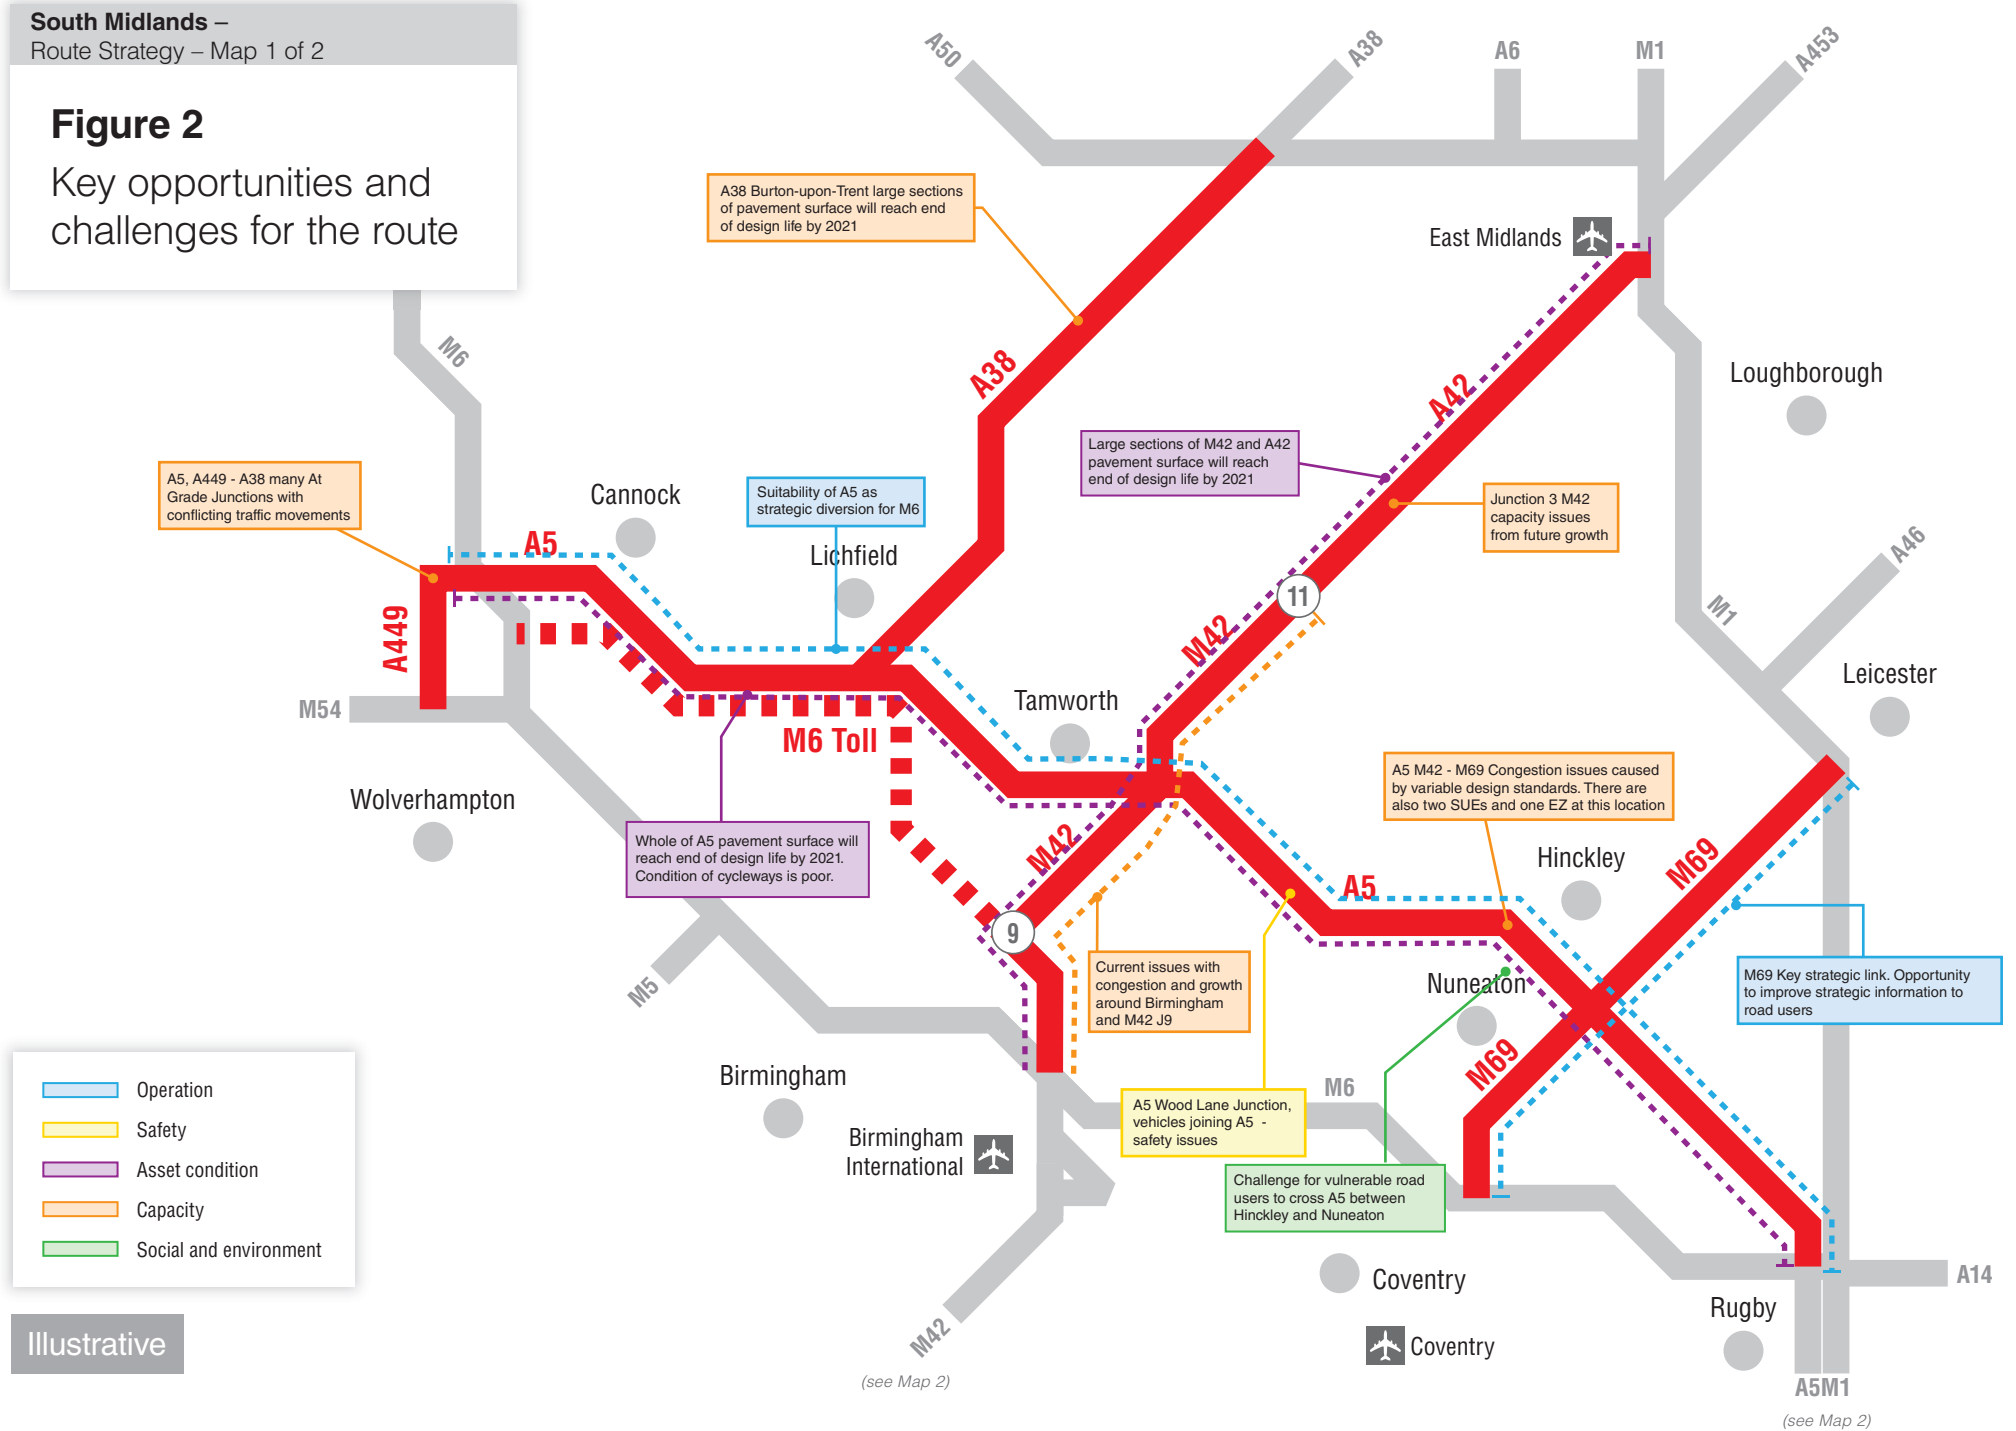 South Midlands –
Route Strategy – Map 1 of 2
Figure 2
Key opportunities and
challenges for the route
A50
A38
A6
M1
A453
A38 Burton-upon-Trent large sections
of pavement surface will reach end
of design life by 2021
East Midlands
M6
A38
A42
Loughborough
Large sections of M42 and A42
pavement surface will reach
end of design life by 2021
A5, A449 - A38 many At
Grade Junctions with
conflicting traffic movements
Cannock
Suitability of A5 as
strategic diversion for M6
Junction 3 M42
capacity issues
from future growth
A5
Lichfield
A46
11
M1
A449
M42
Leicester
M54
Tamworth
M6 Toll
A5 M42 - M69 Congestion issues caused
by variable design standards. There are
also two SUEs and one EZ at this location
Wolverhampton
Whole of A5 pavement surface will
reach end of design life by 2021.
Condition of cycleways is poor.
M42
Hinckley
M69
A5
9
Current issues with
congestion and growth
around Birmingham
and M42 J9
Nuneaton
M69 Key strategic link. Opportunity
to improve strategic information to
road users
M5
M69
Operation
Safety
Asset condition
Capacity
Social and environment
Birmingham
M6
A5 Wood Lane Junction,
vehicles joining A5 -
safety issues
Birmingham
International
Challenge for vulnerable road
users to cross A5 between
Hinckley and Nuneaton
Coventry
A14
Rugby
Illustrative
M42
Coventry
(see Map 2)
A5
M1
(see Map 2)